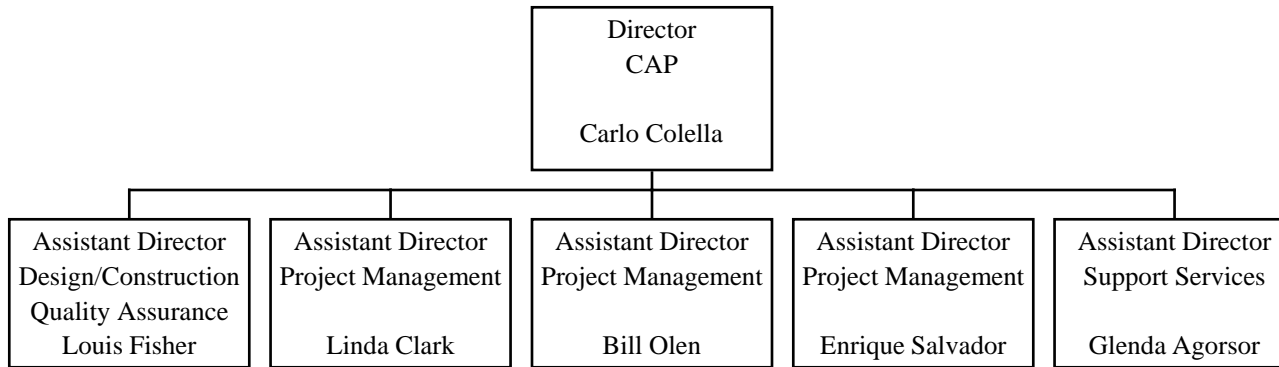 Director
CAP
Carlo Colella
Assistant Director
Design/Construction
Quality Assurance
Louis Fisher
Assistant Director
Project Management
Linda Clark
Assistant Director
Project Management
Bill Olen
Assistant Director
Project Management
Enrique Salvador
Assistant Director
Support Services
Glenda Agorsor